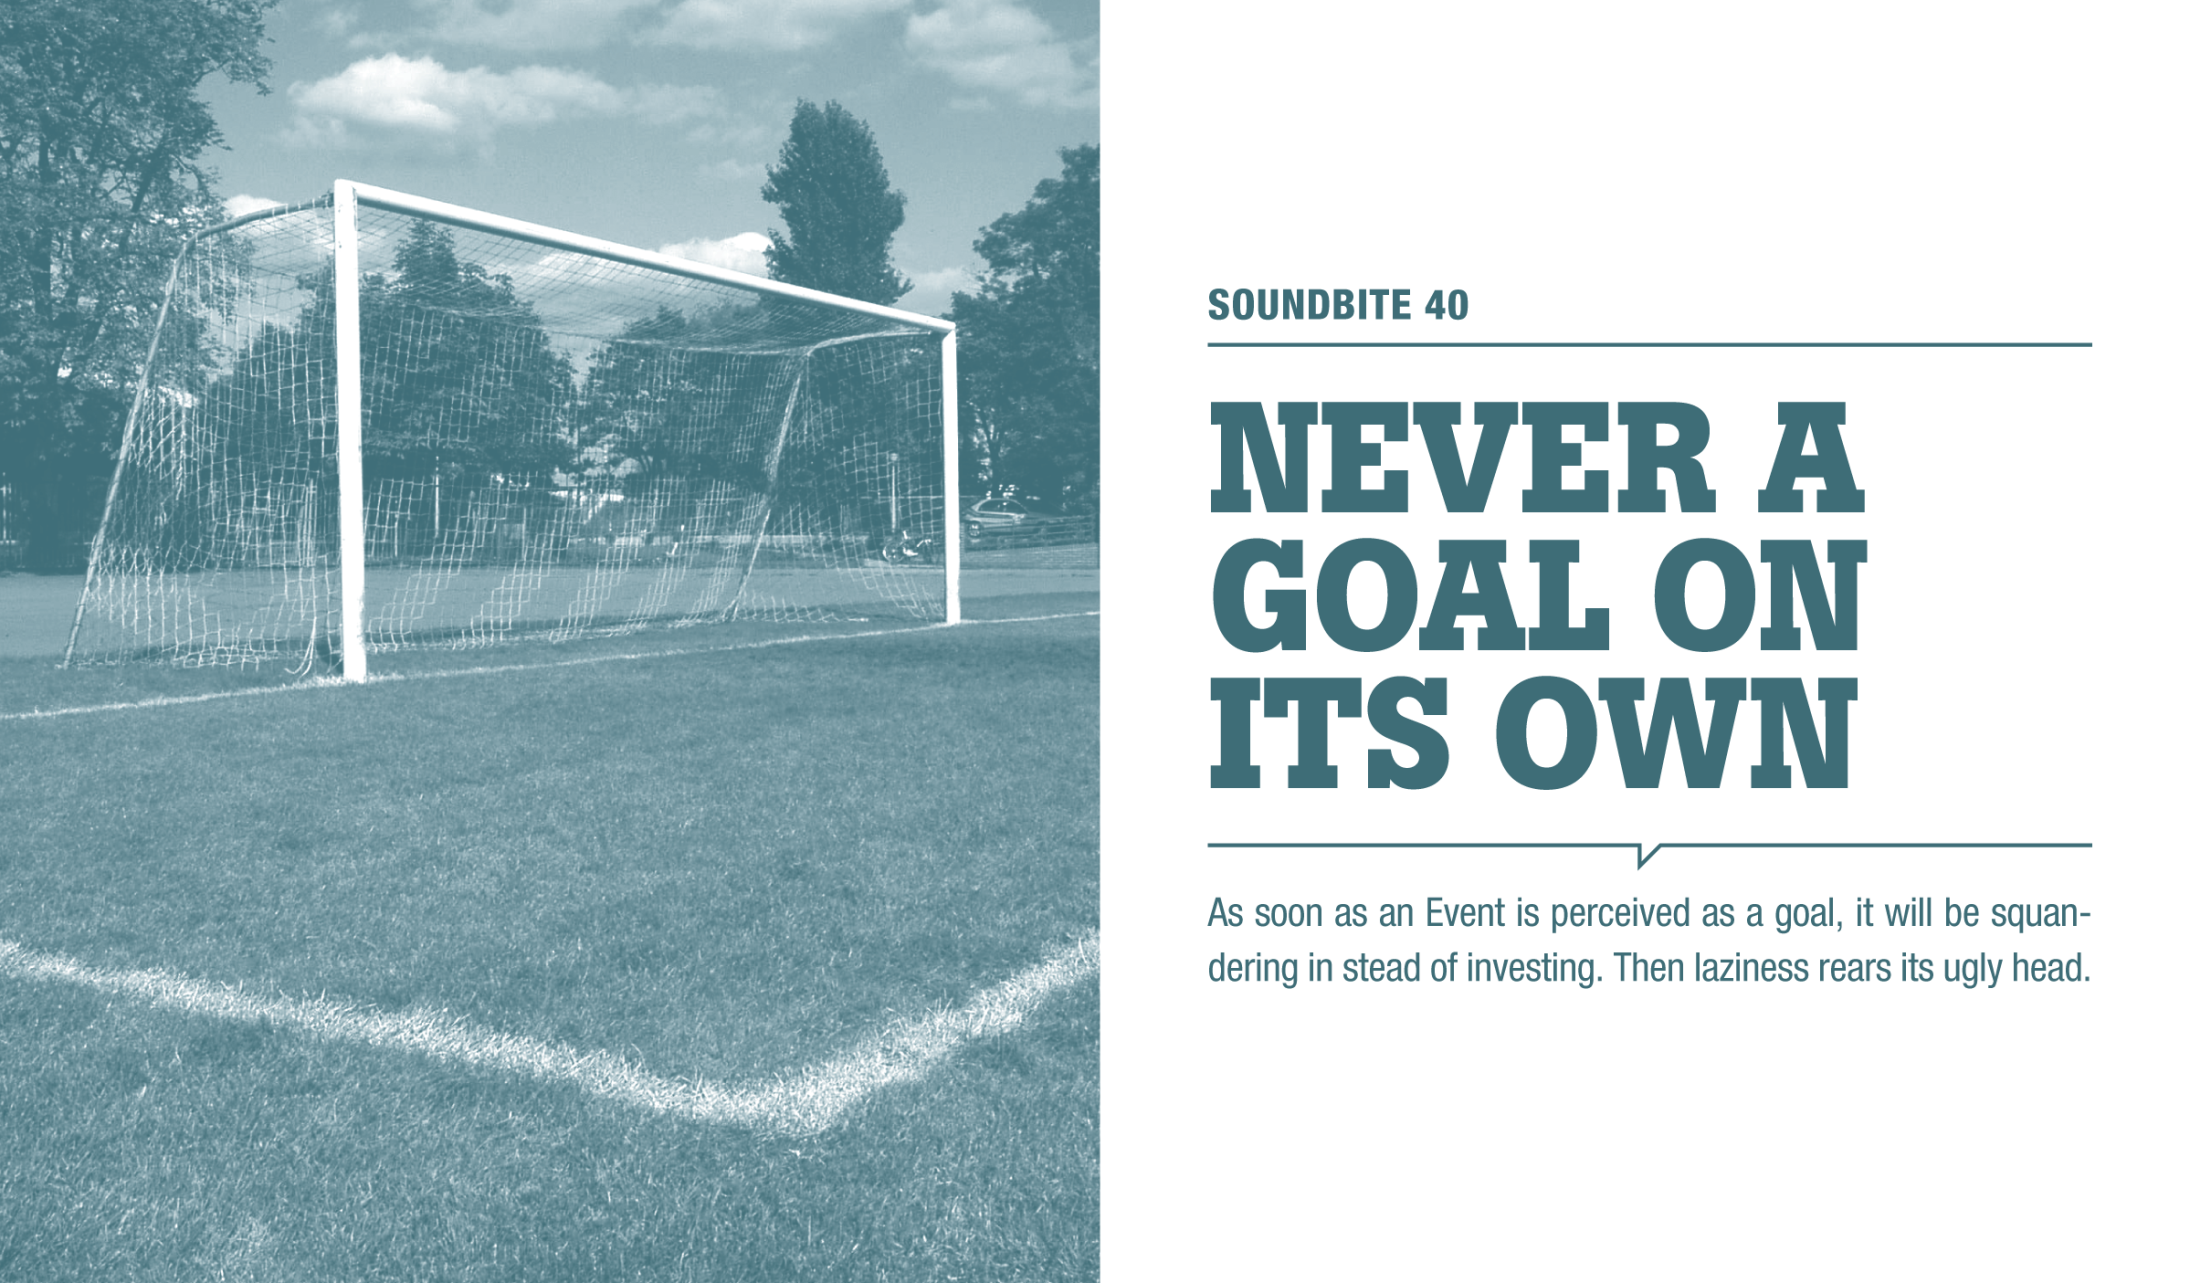 SOUNDBITE 40
NEVER A
GOAL ON
ITS OWN
As soon as an Event is perceived as a goal, it will be squan-
dering in stead of investing. Then laziness rears its ugly head.